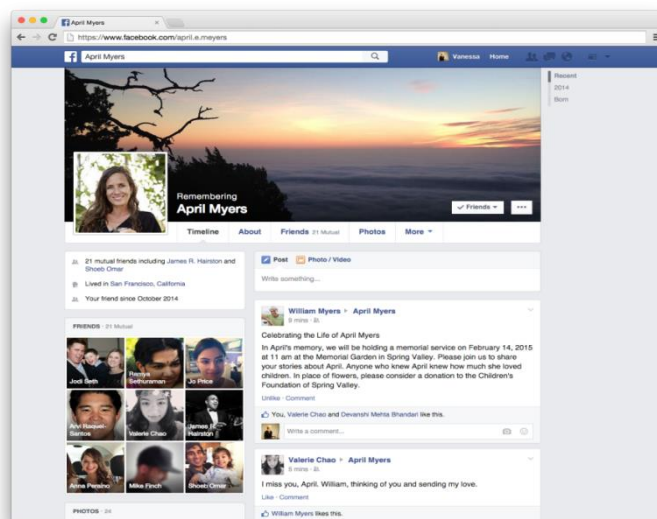 April Myers
https://www.facebook.com/april.e.meyers
April Myers
Vanessa
Home
Recent
2014
Born
Remembering
April Myers
Friends
Timeline
About
Friends 21 Mutual
Photos
More
21 mutual friends including James R. Hairston and
Shoeb Omar
Lived in San Francisco, California
Your friend since October 2014
FRIENDS · 21 Mutual
Jodi Seth
Remya
Sethuraman
Jo Price
Raquel-
Santos
Valerie Chao
James R.
Hairston
Anna Persino
Mike Finch
Shoeb Omar
PHOTOS · 24
Post
Photo / Video
Write something...
William Myers ▸ April Myers
8 mins ·
Celebrating the Life of April Myers
In April's memory, we will be holding a memorial service on February 14, 2015
at 11 am at the Memorial Garden in Spring Valley. Please join us to share
your stories about April. Anyone who knew April knew how much she loved
children. In place of flowers, please consider a donation to the Children's
Foundation of Spring Valley.
Unlike · Comment
You, Valerie Chao and Devanshi Mehta Bhandari like this.
Write a comment...
Valerie Chao ▸ April Myers
I miss you, April. William, thinking of you and sending my love.
Like · Comment
William Myers likes this.